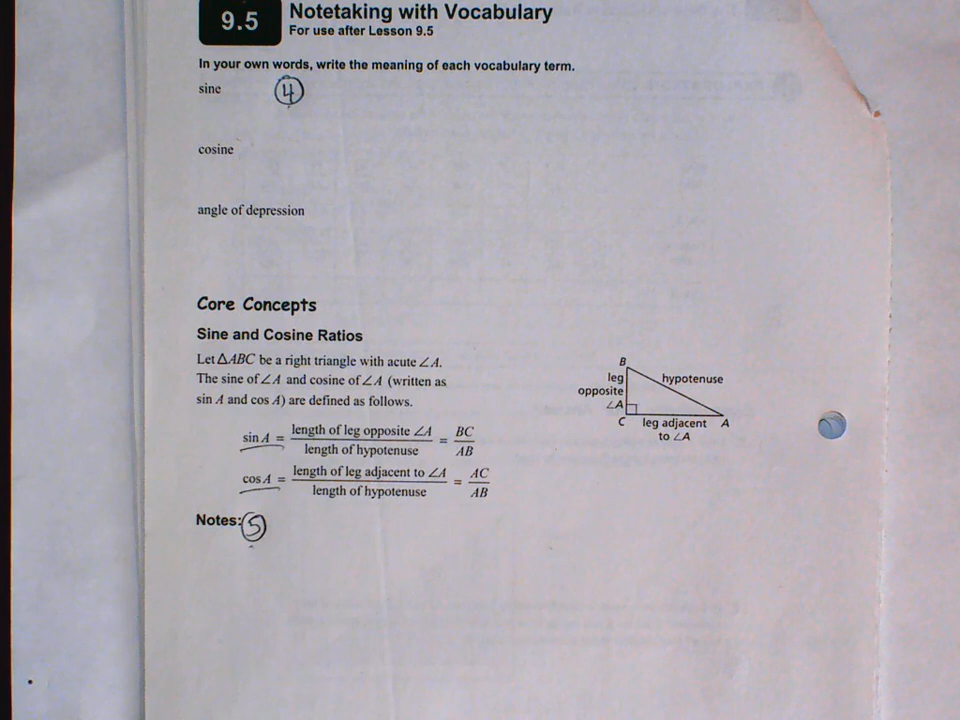 9.5
Notetaking with Vocabulary
For use after Lesson 9.5
In your own words, write the meaning of each vocabulary term.
sine ④
cosine
angle of depression
Core Concepts
Sine and Cosine Ratios
Let △ABC be a right triangle with acute ∠A.
The sine of ∠A and cosine of ∠A (written as
sin A and cos A) are defined as follows.
sin A = length of leg opposite ∠A / length of hypotenuse = BC / AB
cos A = length of leg adjacent to ∠A / length of hypotenuse = AC / AB
B
leg
opposite
∠A
hypotenuse
C leg adjacent A
to ∠A
Notes: ⑤